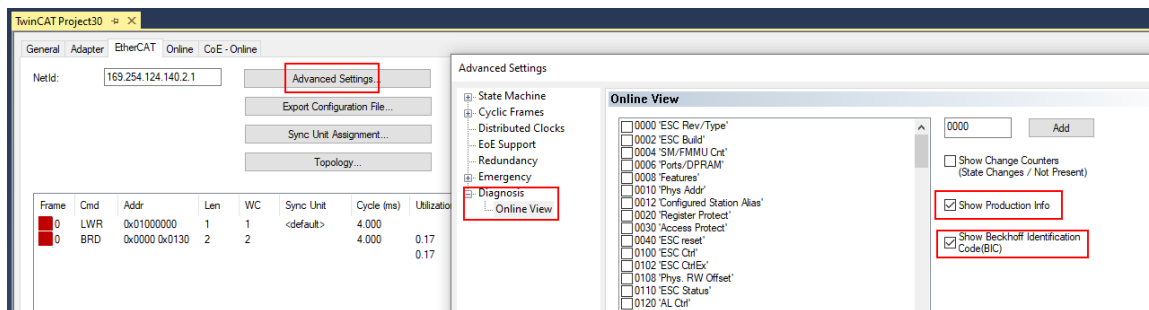 TwinCAT Project30
General Adapter EtherCAT Online CoE - Online
NetId: 169.254.124.140.2.1
Advanced Settings...
Export Configuration File...
Sync Unit Assignment...
Topology...
Frame Cmd Addr Len WC Sync Unit Cycle (ms) Utilizatio
0 LWR 0x01000000 1 1 <default> 4.000
0 BRD 0x0000 0x0130 2 2 4.000 0.17
0.17
Advanced Settings
State Machine
Cyclic Frames
Distributed Clocks
EoE Support
Redundancy
Emergency
Diagnosis
Online View
Online View
0000 'ESC Rev/Type'
0002 'ESC Build'
0004 'SM/FMMU Cnt'
0006 'Ports/DPRAM'
0008 'Features'
0010 'Phys Addr'
0012 'Configured Station Alias'
0020 'Register Protect'
0030 'Access Protect'
0040 'ESC reset'
0100 'ESC Ctrl'
0102 'ESC CtrlEx'
0108 'Phys. RW Offset'
0110 'ESC Status'
0120 'AL Ctrl'
0000 Add
Show Change Counters
(State Changes / Not Present)
Show Production Info
Show Beckhoff Identification
Code(BIC)